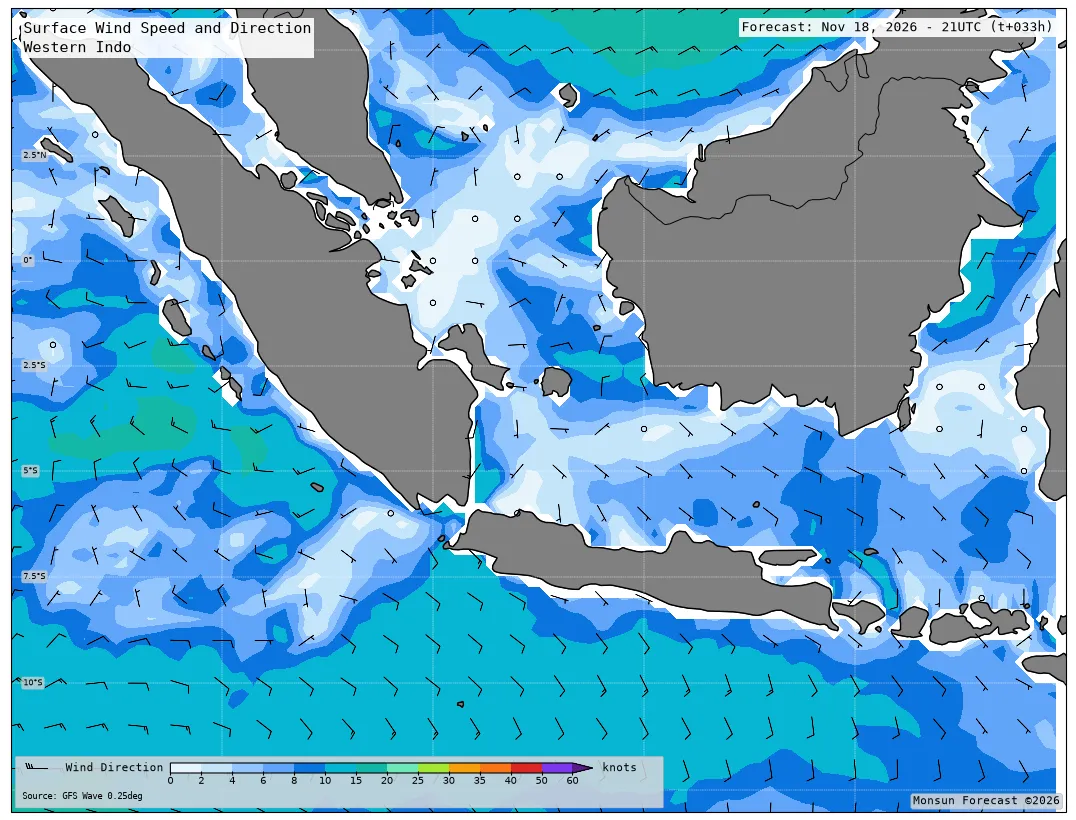 Surface Wind Speed and Direction
Western Indo
Forecast: Nov 18, 2026 - 21UTC (t+033h)
2.5°N
0°
2.5°S
5°S
7.5°S
10°S
Wind Direction
knots
0 2 4 6 8 10 15 20 25 30 35 40 50 60
Source: GFS Wave 0.25deg
Monsun Forecast ©2026